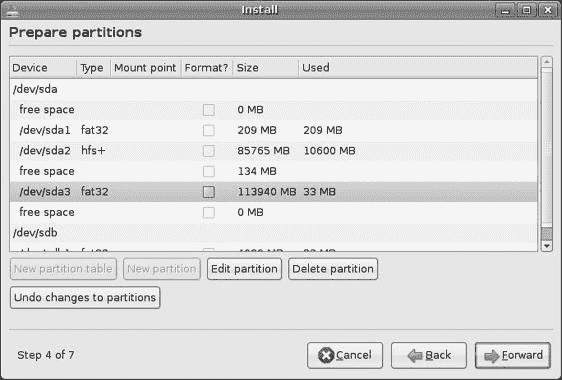 Install
Prepare partitions
Device Type Mount point Format? Size Used
/dev/sda
free space 0 MB
/dev/sda1 fat32 209 MB 209 MB
/dev/sda2 hfs+ 85765 MB 10600 MB
free space 134 MB
/dev/sda3 fat32 113940 MB 33 MB
free space 0 MB
/dev/sdb
New partition table New partition Edit partition Delete partition
Undo changes to partitions
Step 4 of 7 Cancel Back Forward